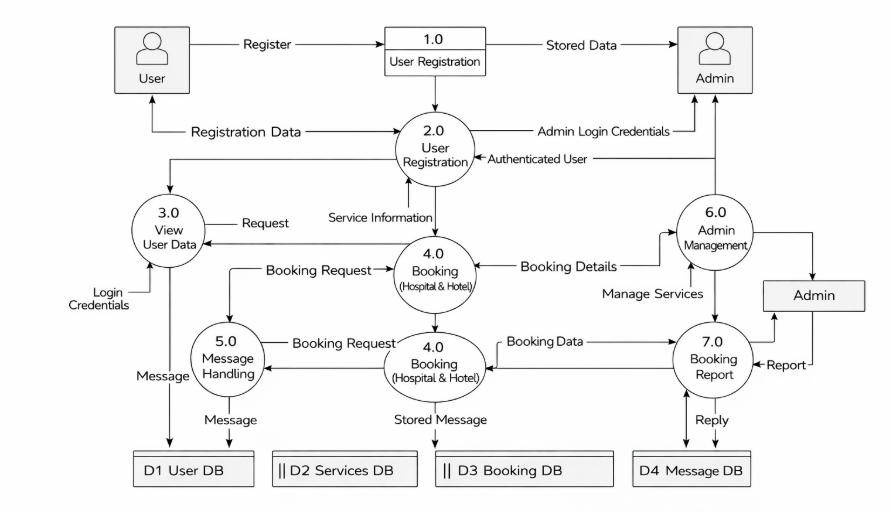 1.0
Register
Stored Data
User Registration
User
Admin
2.0
User
Registration
Registration Data
Admin Login Credentials
Authenticated User
3.0
View
User Data
Request
Service Information
6.0
Admin
Management
4.0
Booking
(Hospital & Hotel)
Booking Request
Booking Details
Login
Credentials
Manage Services
Admin
5.0
Message
Handling
Booking Request
4.0
Booking
(Hospital & Hotel)
Booking Data
7.0
Booking
Report
Report
Message
Message
Stored Message
Reply
D1 User DB
|| D2 Services DB
|| D3 Booking DB
D4 Message DB